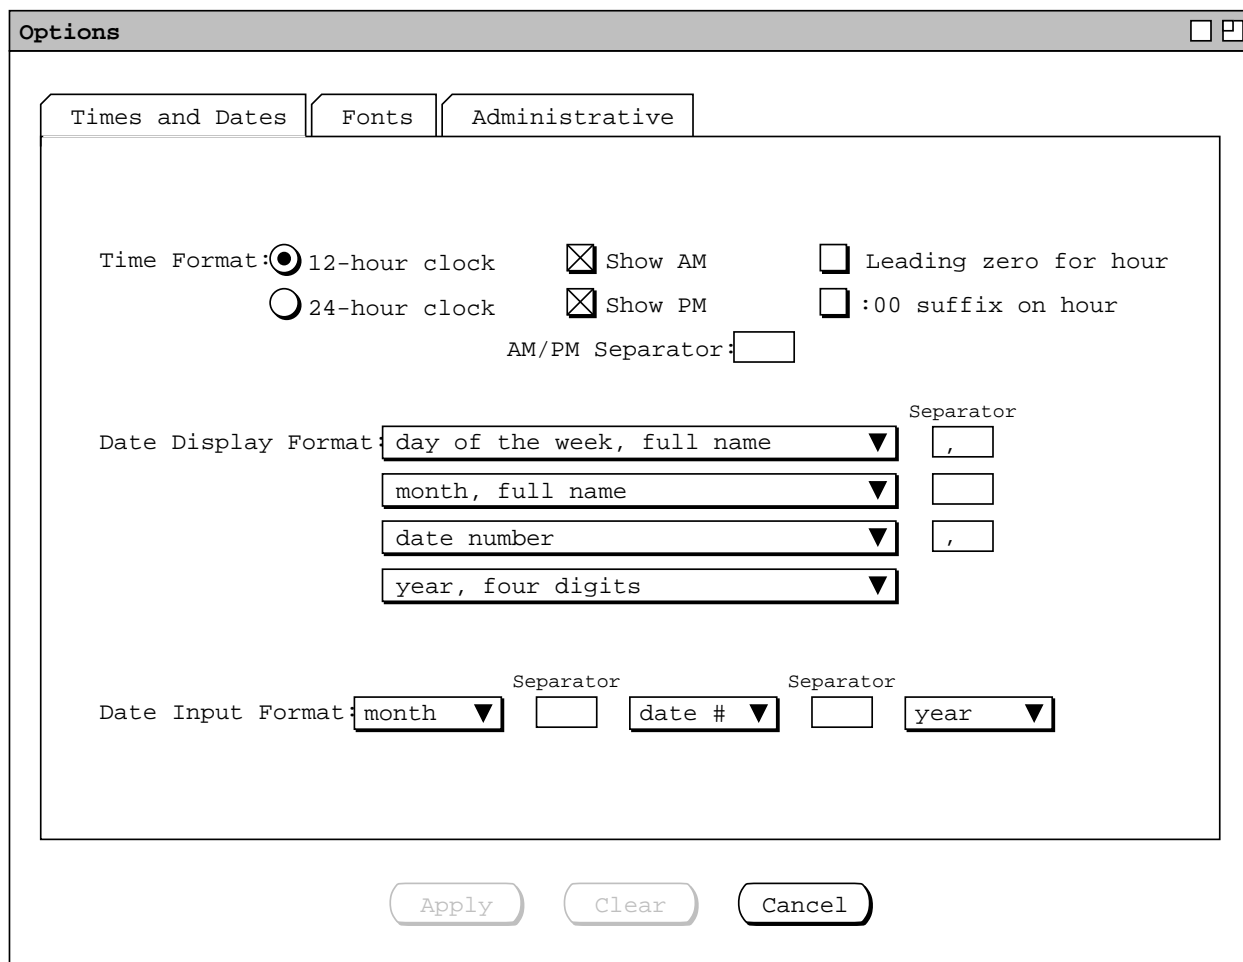 Options
Times and Dates Fonts Administrative
Time Format: 12-hour clock Show AM Leading zero for hour
24-hour clock Show PM :00 suffix on hour
AM/PM Separator:
Separator
Date Display Format: day of the week, full name ,
month, full name
date number ,
year, four digits
Separator Separator
Date Input Format: month date # year
Apply Clear Cancel